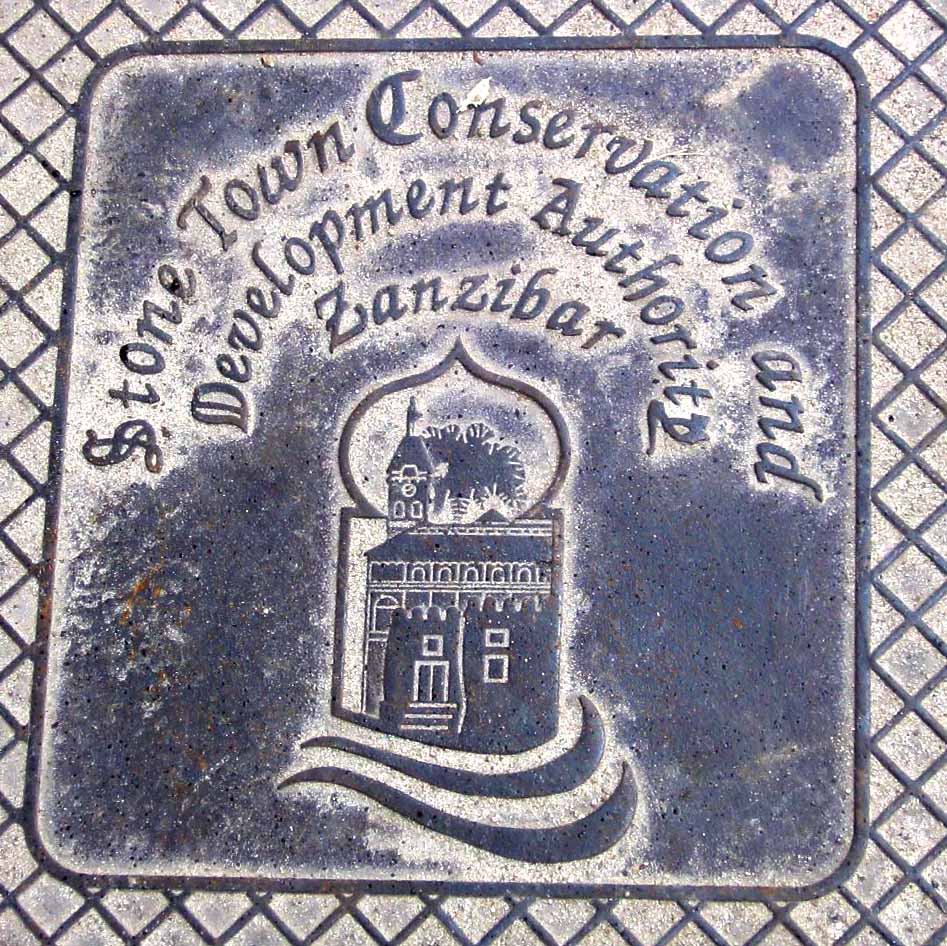 Stone Town Conservation and
Development Authority
Zanzibar